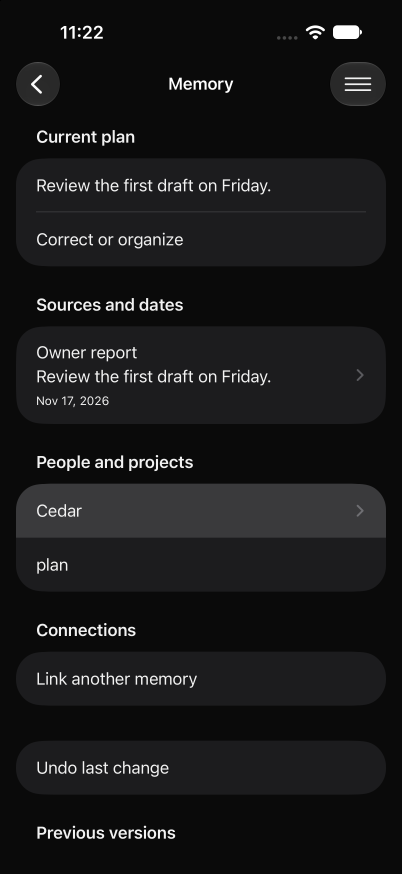 11:22
Memory
Current plan
Review the first draft on Friday.
Correct or organize
Sources and dates
Owner report
Review the first draft on Friday.
Nov 17, 2026
People and projects
Cedar
plan
Connections
Link another memory
Undo last change
Previous versions